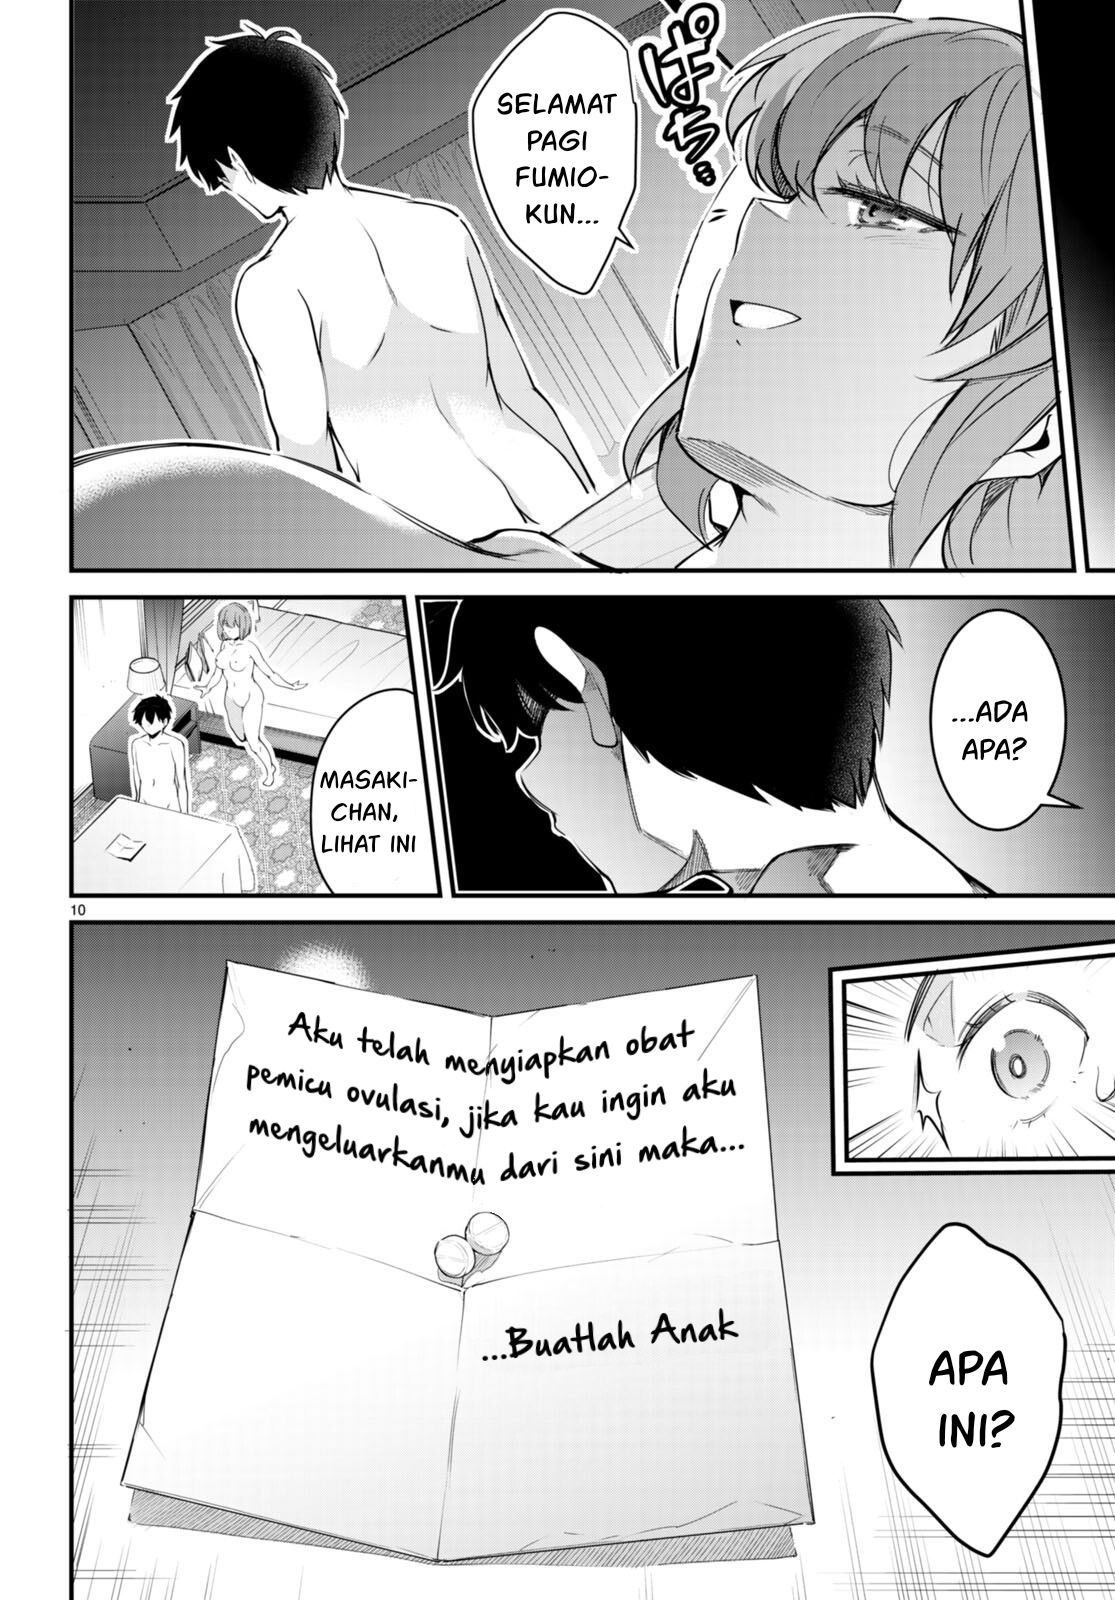 ぱちっ
SELAMAT
PAGI
FUMIO-
KUN...
...ADA
APA?
MASAKI-
CHAN,
LIHAT INI
10
Aku telah menyiapkan obat
pemicu ovulasi, jika kau ingin aku
mengeluarkanmu dari sini maka...
...Buatlah Anak
APA
INI?